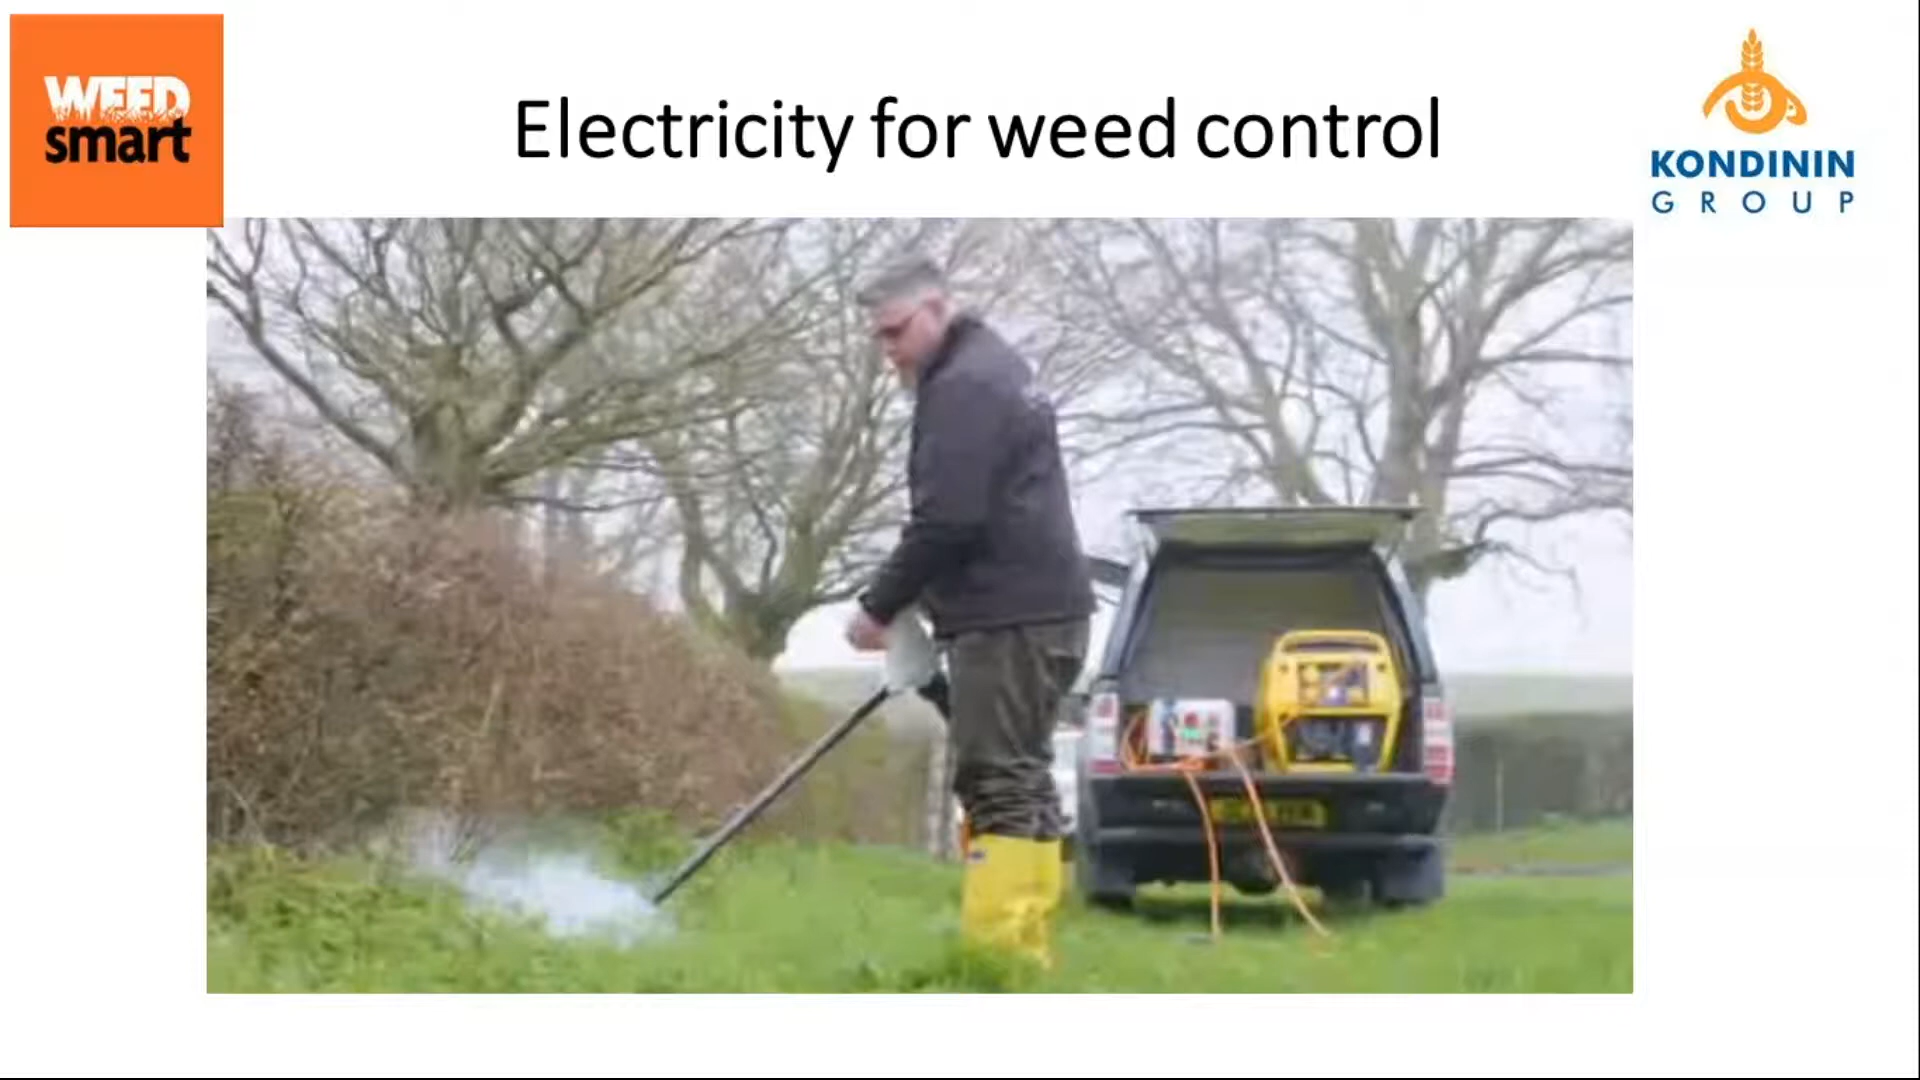 WEED
smart
Electricity for weed control
KONDININ
GROUP